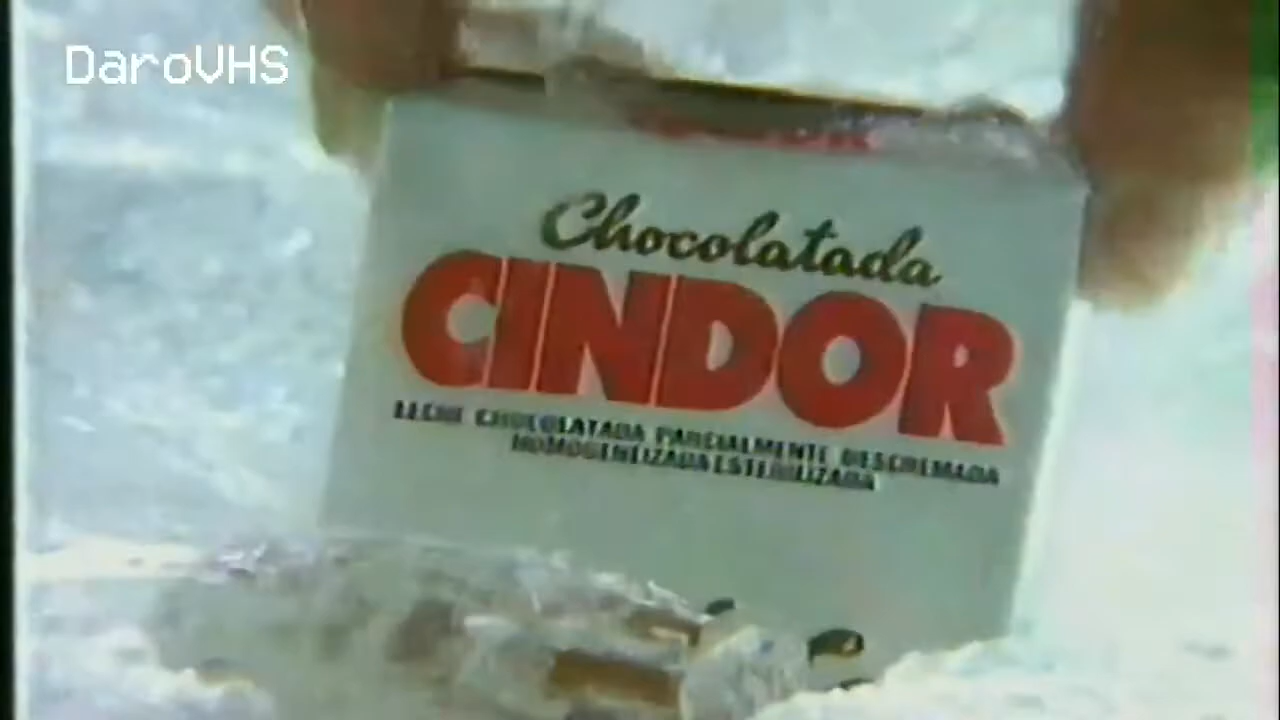 DaroVHS
Chocolatada
CINDOR
LECHE CHOCOLATADA PARCIALMENTE DESCREMADA
HOMOGENEIZADA ESTERILIZADA